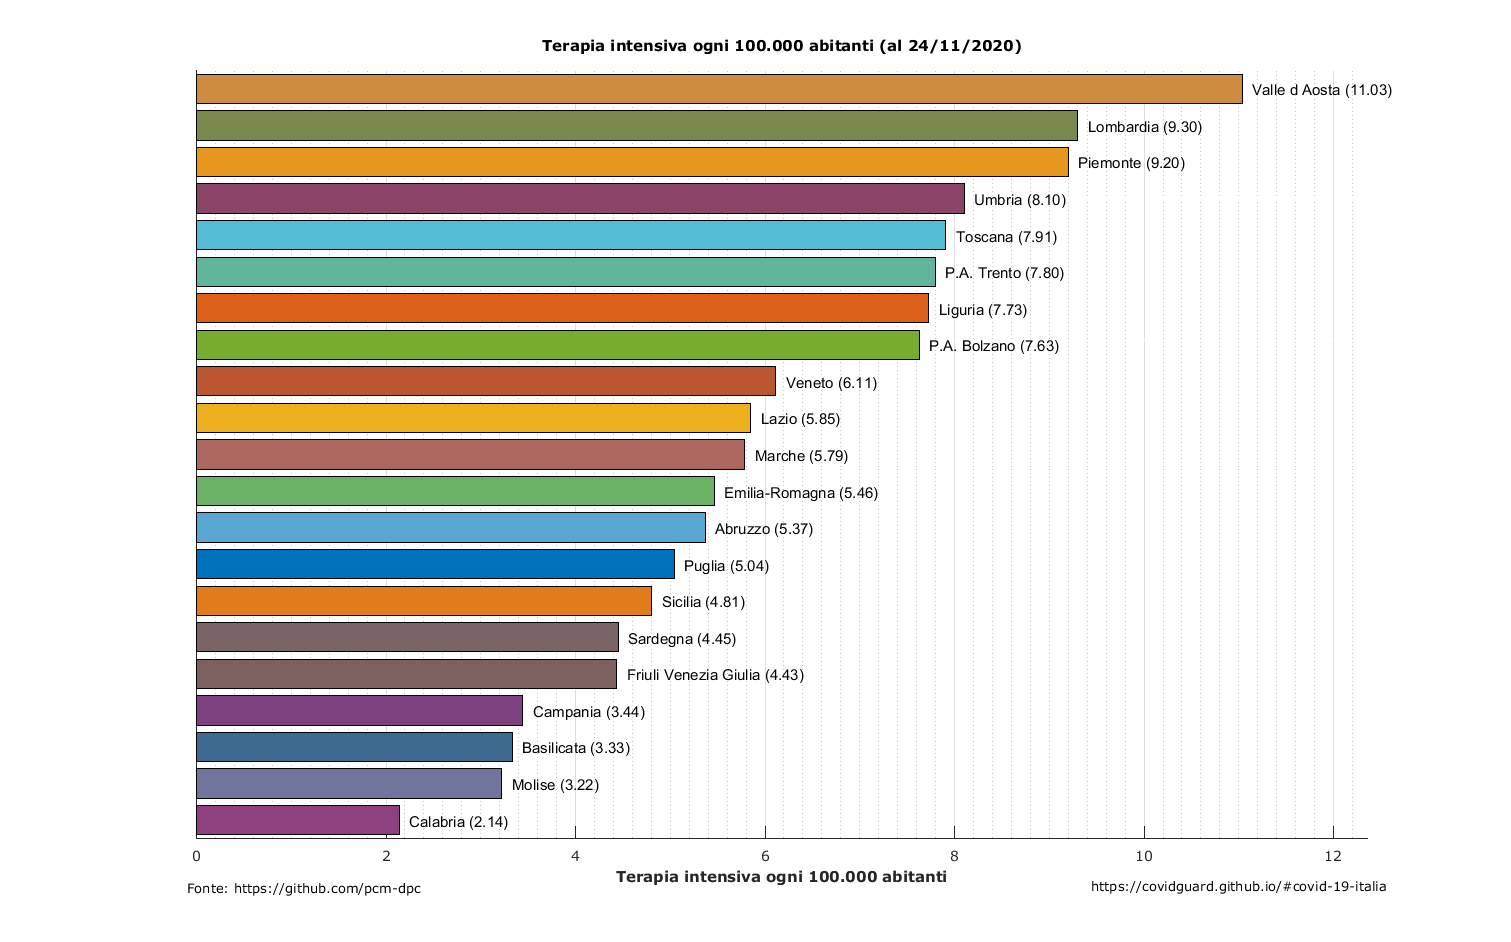 Terapia intensiva ogni 100.000 abitanti (al 24/11/2020)
Valle d Aosta (11.03)
Lombardia (9.30)
Piemonte (9.20)
Umbria (8.10)
Toscana (7.91)
P.A. Trento (7.80)
Liguria (7.73)
P.A. Bolzano (7.63)
Veneto (6.11)
Lazio (5.85)
Marche (5.79)
Emilia-Romagna (5.46)
Abruzzo (5.37)
Puglia (5.04)
Sicilia (4.81)
Sardegna (4.45)
Friuli Venezia Giulia (4.43)
Campania (3.44)
Basilicata (3.33)
Molise (3.22)
Calabria (2.14)
0 2 4 6 8 10 12
Terapia intensiva ogni 100.000 abitanti
Fonte: https://github.com/pcm-dpc
https://covidguard.github.io/#covid-19-italia